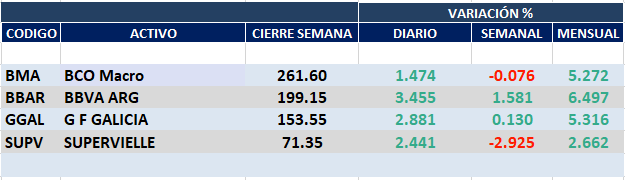 VARIACIÓN %
CODIGO ACTIVO CIERRE SEMANA DIARIO SEMANAL MENSUAL
BMA BCO Macro 261.60 1.474 -0.076 5.272
BBAR BBVA ARG 199.15 3.455 1.581 6.497
GGAL G F GALICIA 153.55 2.881 0.130 5.316
SUPV SUPERVIELLE 71.35 2.441 -2.925 2.662